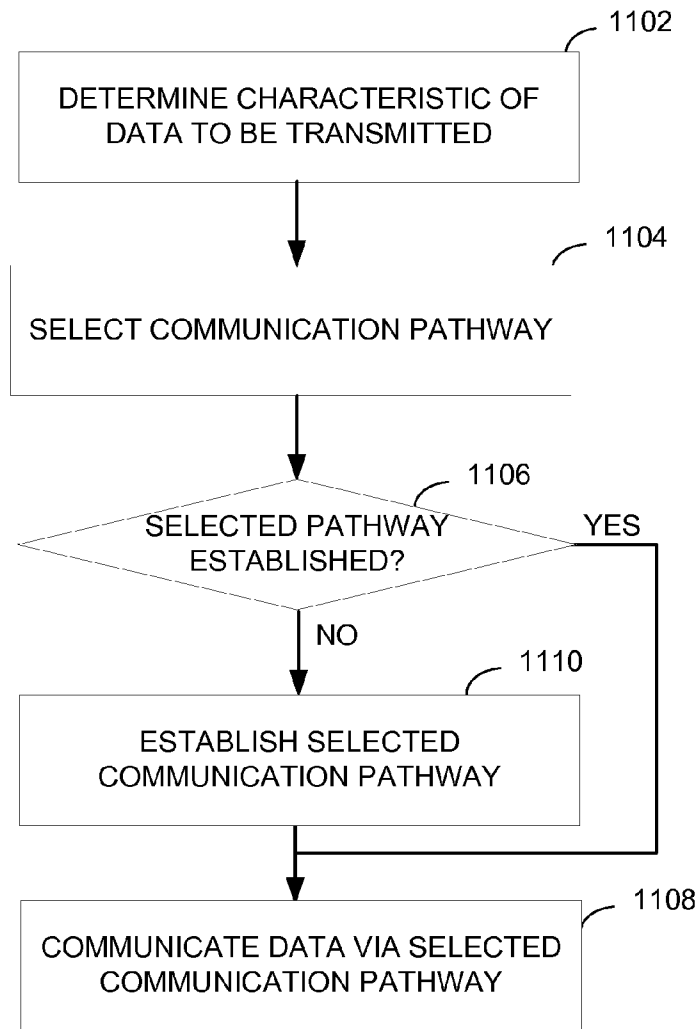 1102
DETERMINE CHARACTERISTIC OF
DATA TO BE TRANSMITTED
1104
SELECT COMMUNICATION PATHWAY
1106
SELECTED PATHWAY
ESTABLISHED?
YES
NO
1110
ESTABLISH SELECTED
COMMUNICATION PATHWAY
1108
COMMUNICATE DATA VIA SELECTED
COMMUNICATION PATHWAY